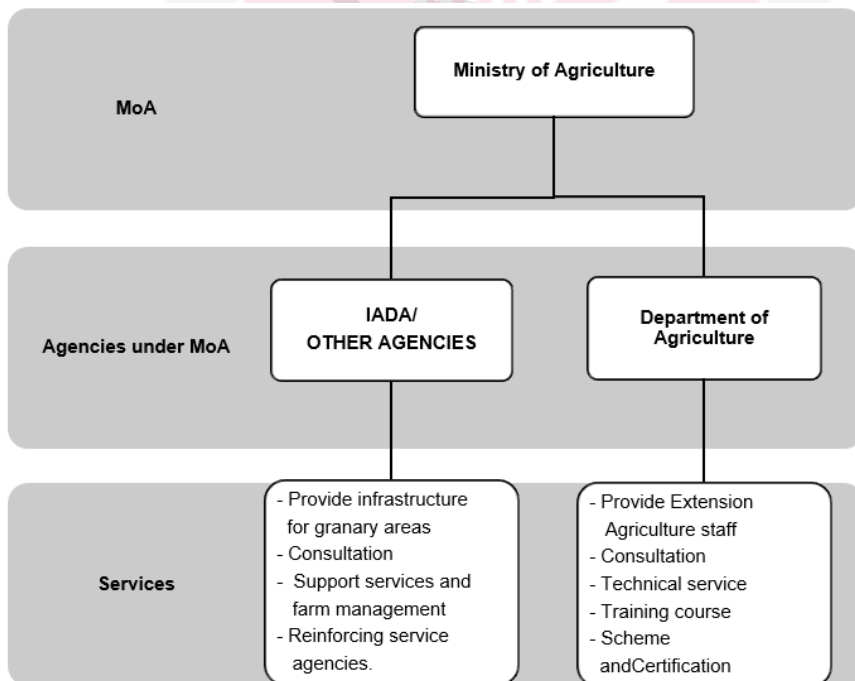 Ministry of Agriculture
MoA
IADA/
OTHER AGENCIES
Department of
Agriculture
Agencies under MoA
- Provide infrastructure
for granary areas
- Consultation
- Support services and
farm management
- Reinforcing service
agencies.
- Provide Extension
Agriculture staff
- Consultation
- Technical service
- Training course
- Scheme
andCertification
Services